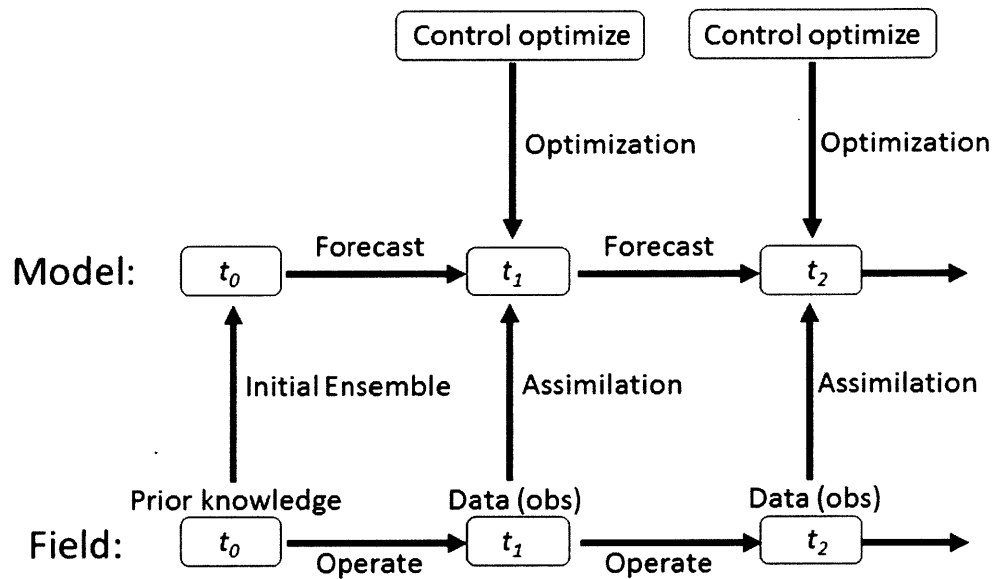 Control optimize
Control optimize
Optimization
Optimization
Forecast
Forecast
Model:
t0
t1
t2
Initial Ensemble
Assimilation
Assimilation
Prior knowledge
Data (obs)
Data (obs)
Field:
t0
t1
t2
Operate
Operate